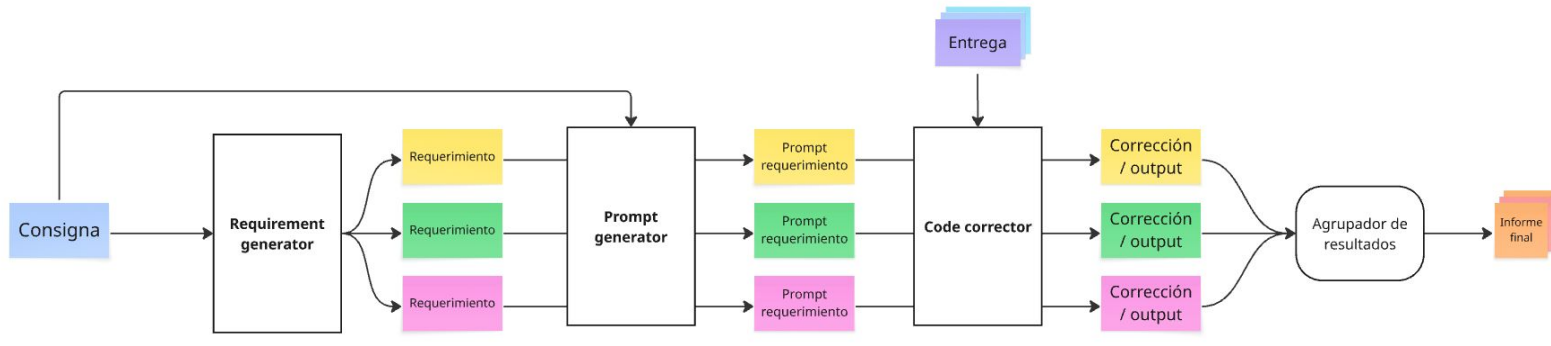 Entrega
Consigna
Requirement
generator
Requerimiento
Requerimiento
Requerimiento
Prompt
generator
Prompt
requerimiento
Prompt
requerimiento
Prompt
requerimiento
Code corrector
Corrección
/ output
Corrección
/ output
Corrección
/ output
Agrupador de
resultados
Informe
final